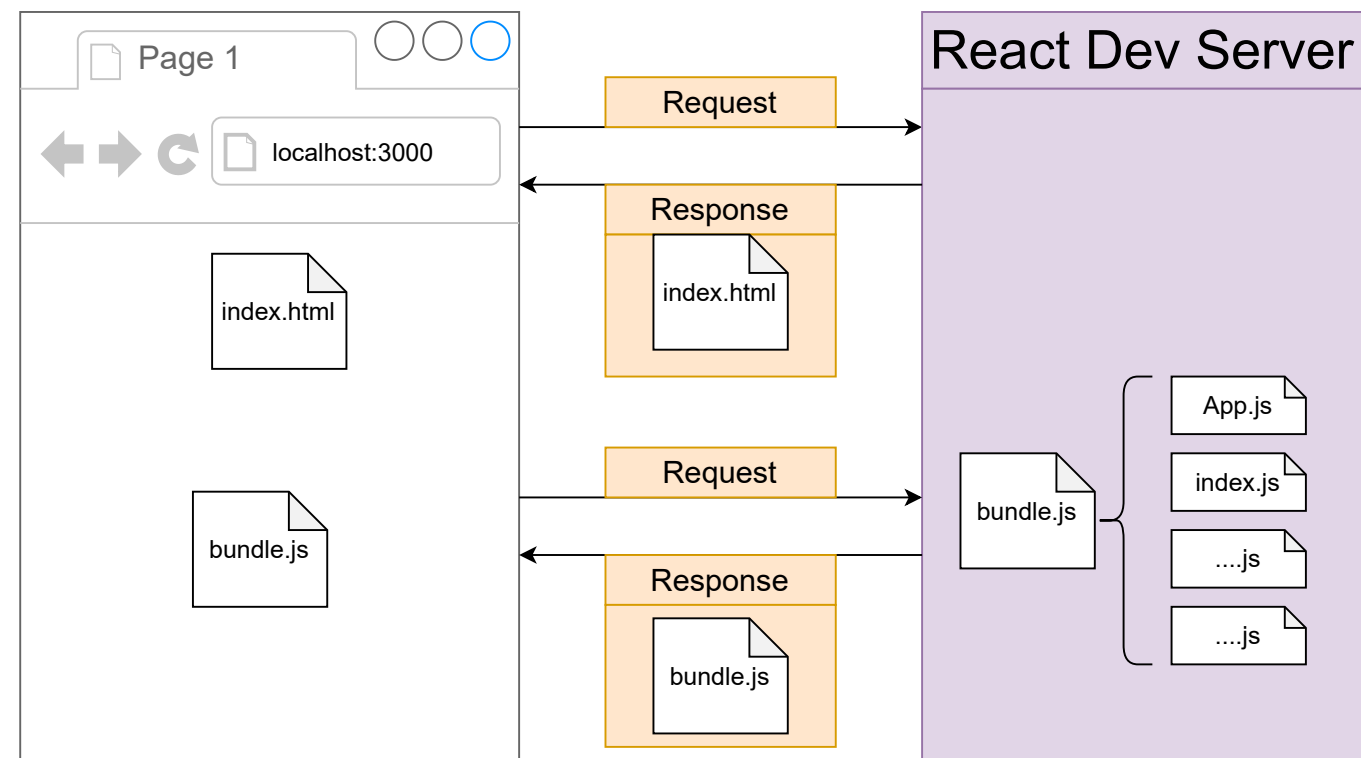 Page 1
localhost:3000
index.html
bundle.js
Request
Response
index.html
Request
Response
bundle.js
React Dev Server
bundle.js
App.js
index.js
....js
....js